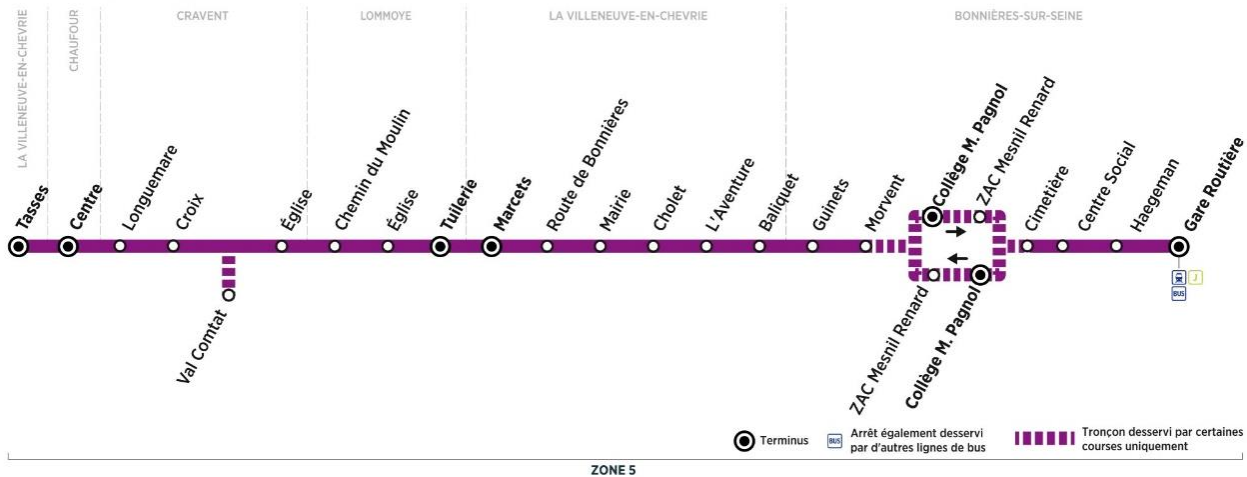 LA VILLENEUVE-EN-CHEVRIE
CHAUFOUR
CRAVENT
LOMMOYE
LA VILLENEUVE-EN-CHEVRIE
BONNIÈRES-SUR-SEINE
Tasses
Centre
Longuemare
Croix
Val Comtat
Église
Chemin du Moulin
Église
Tuilerie
Marcets
Route de Bonnières
Mairie
Cholet
L'Aventure
Baliquet
Guinets
Morvent
Collège M. Pagnol
ZAC Mesnil Renard
ZAC Mesnil Renard
Collège M. Pagnol
Cimetière
Centre Social
Haegeman
Gare Routière
J
BUS
Terminus
BUS
Arrêt également desservi
par d'autres lignes de bus
Tronçon desservi par certaines
courses uniquement
ZONE 5